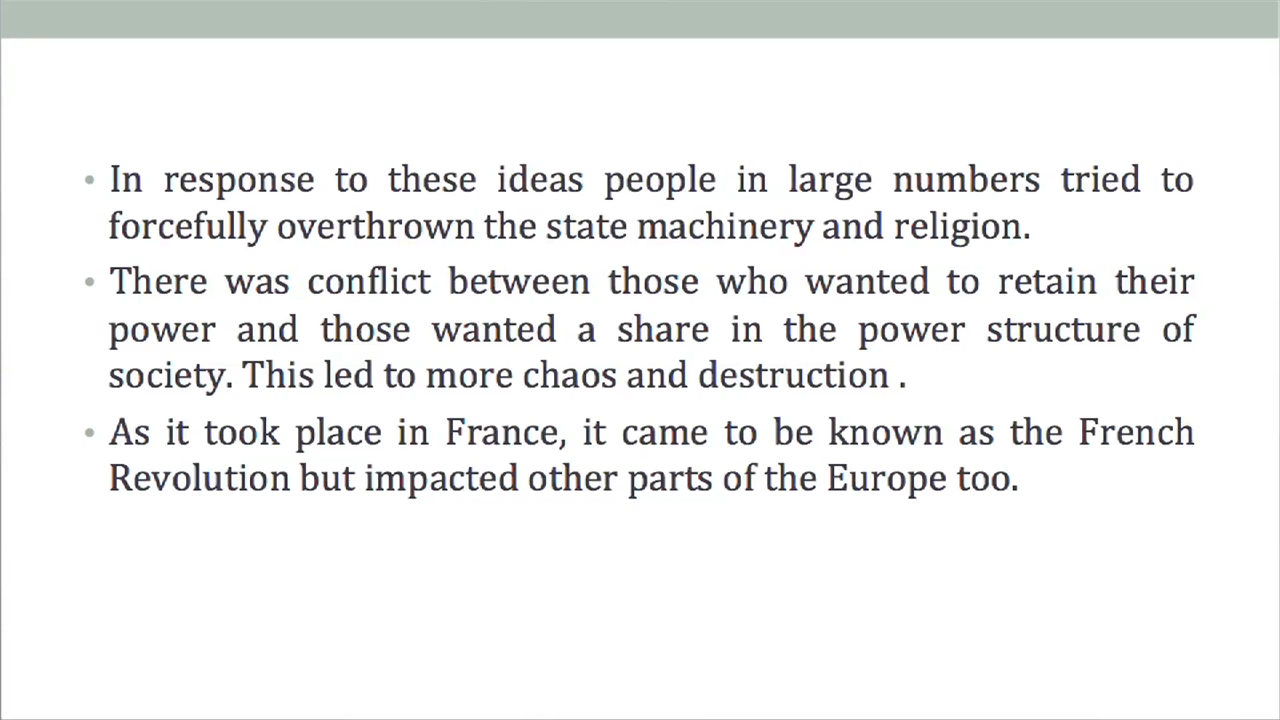 • In response to these ideas people in large numbers tried to
forcefully overthrown the state machinery and religion.
• There was conflict between those who wanted to retain their
power and those wanted a share in the power structure of
society. This led to more chaos and destruction .
• As it took place in France, it came to be known as the French
Revolution but impacted other parts of the Europe too.